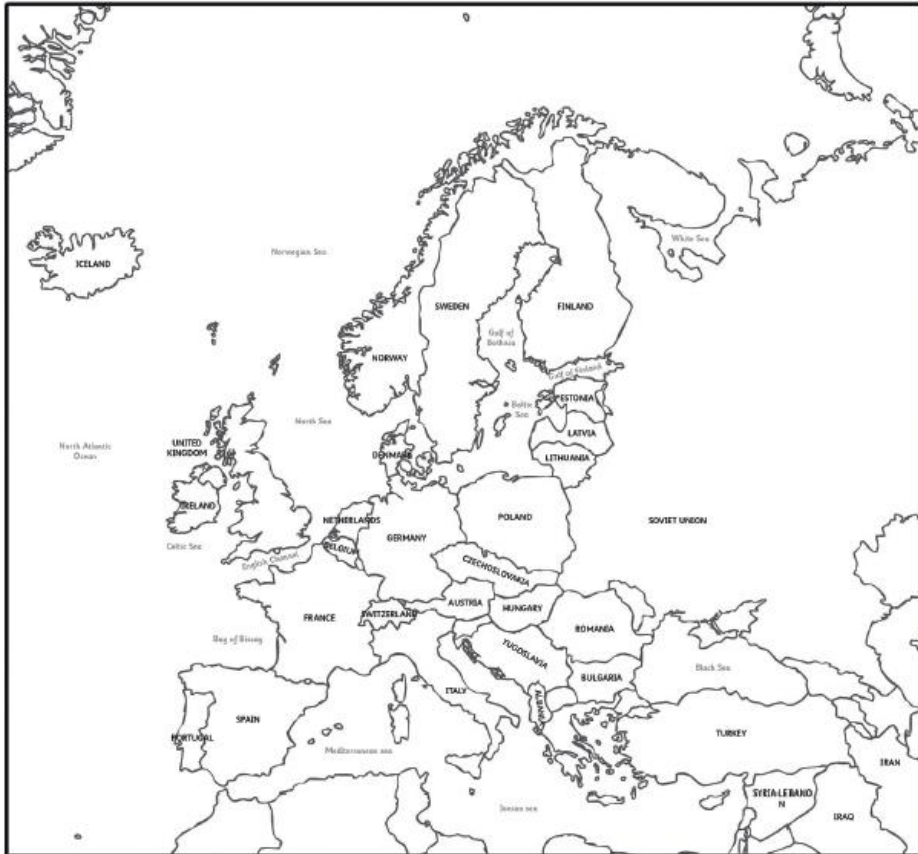 White Sea
Norwegian Sea
ICELAND
SWEDEN
FINLAND
Gulf of
Bothnia
NORWAY
Gulf of Finland
ESTONIA
Baltic
Sea
North Sea
LATVIA
UNITED
KINGDOM
North Atlantic
Ocean
DENMARK
LITHUANIA
IRELAND
NETHERLANDS
POLAND
SOVIET UNION
GERMANY
Celtic Sea
BELGIUM
English Channel
CZECHOSLOVAKIA
AUSTRIA
HUNGARY
FRANCE
SWITZERLAND
ROMANIA
Bay of Biscay
YUGOSLAVIA
Black Sea
BULGARIA
ITALY
ALBANIA
SPAIN
TURKEY
PORTUGAL
Mediterranean sea
IRAN
SYRIA-LEBANO
N
Ionian sea
IRAQ